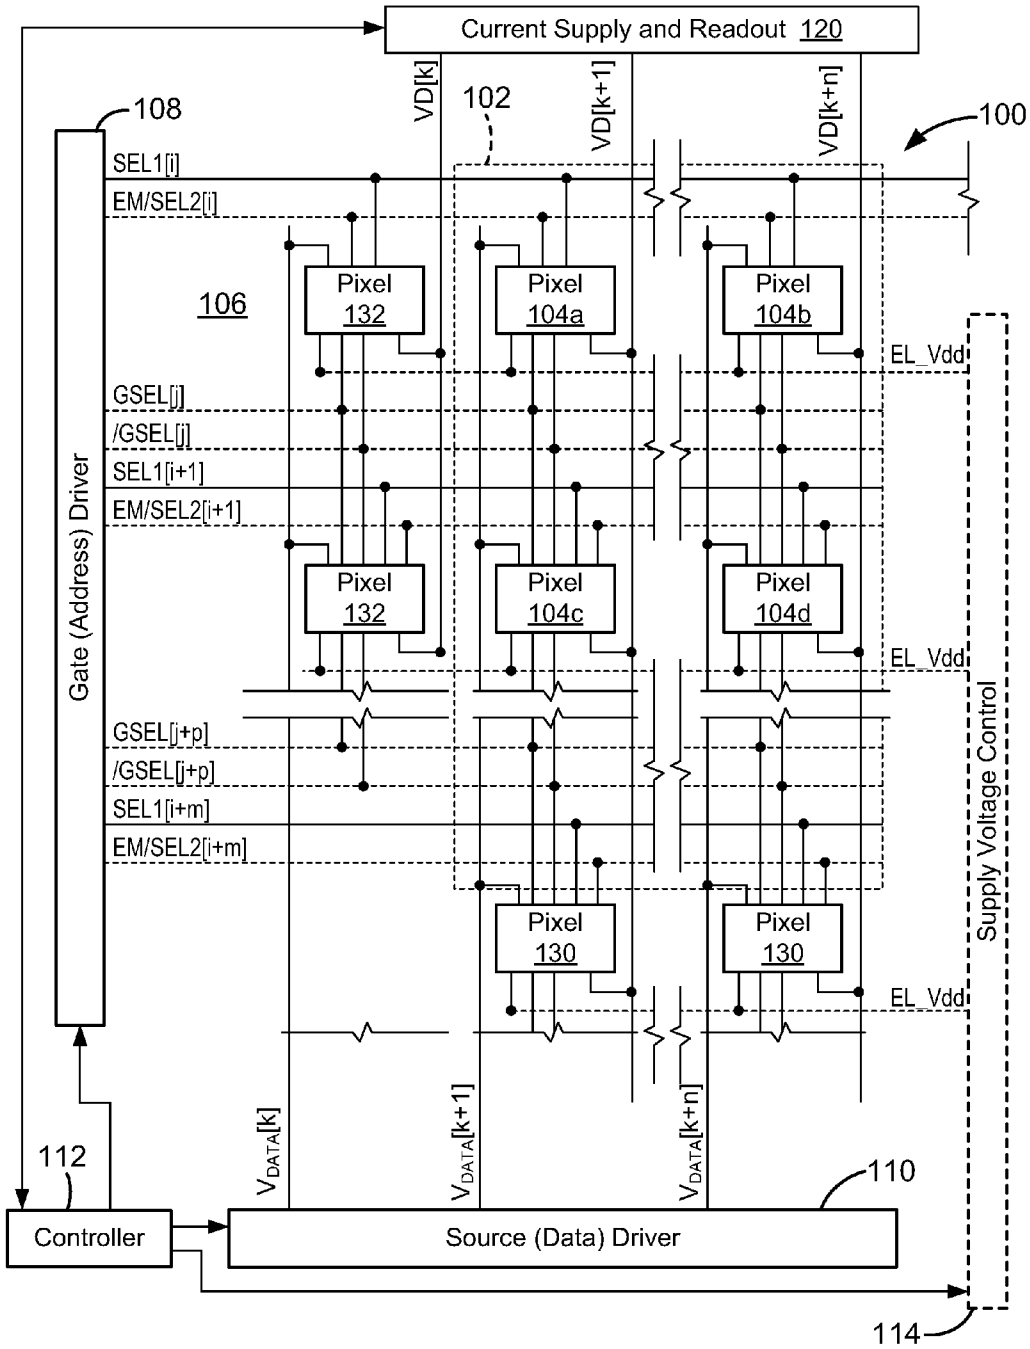 Current Supply and Readout 120
VD[k]
VD[k+1]
VD[k+n]
102
108
100
SEL1[i]
EM/SEL2[i]
106
Pixel
132
Pixel
104a
Pixel
104b
EL_Vdd
GSEL[j]
/GSEL[j]
SEL1[i+1]
EM/SEL2[i+1]
Gate (Address) Driver
Pixel
132
Pixel
104c
Pixel
104d
EL_Vdd
GSEL[j+p]
/GSEL[j+p]
SEL1[i+m]
EM/SEL2[i+m]
Supply Voltage Control
Pixel
130
Pixel
130
EL_Vdd
VDATA[k]
VDATA[k+1]
VDATA[k+n]
112
110
Controller
Source (Data) Driver
114